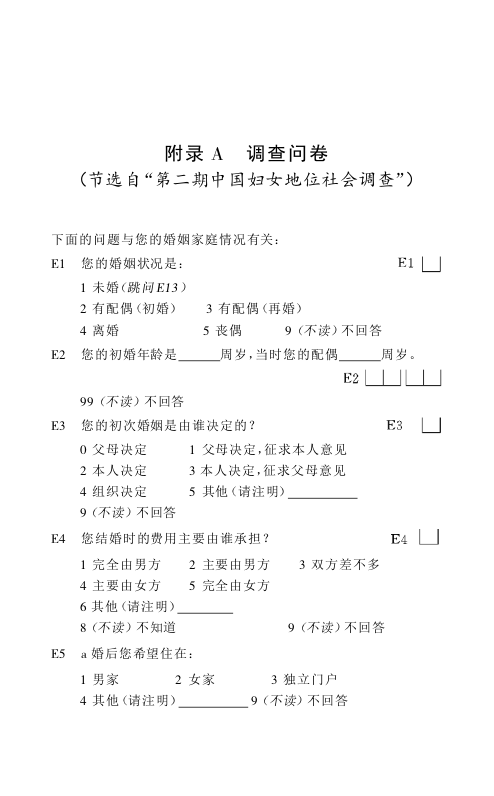 附录 A 调查问卷
（节选自“第二期中国妇女地位社会调查”）
下面的问题与您的婚姻家庭情况有关：
E1 您的婚姻状况是： E1
1 未婚（跳问E13）
2 有配偶（初婚） 3 有配偶（再婚）
4 离婚 5 丧偶 9（不读）不回答
E2 您的初婚年龄是______周岁，当时您的配偶______周岁。
E2
99（不读）不回答
E3 您的初次婚姻是由谁决定的？ E3
0 父母决定 1 父母决定，征求本人意见
2 本人决定 3 本人决定，征求父母意见
4 组织决定 5 其他（请注明）__________
9（不读）不回答
E4 您结婚时的费用主要由谁承担？ E4
1 完全由男方 2 主要由男方 3 双方差不多
4 主要由女方 5 完全由女方
6 其他（请注明）________
8（不读）不知道 9（不读）不回答
E5 a 婚后您希望住在：
1 男家 2 女家 3 独立门户
4 其他（请注明）__________ 9（不读）不回答